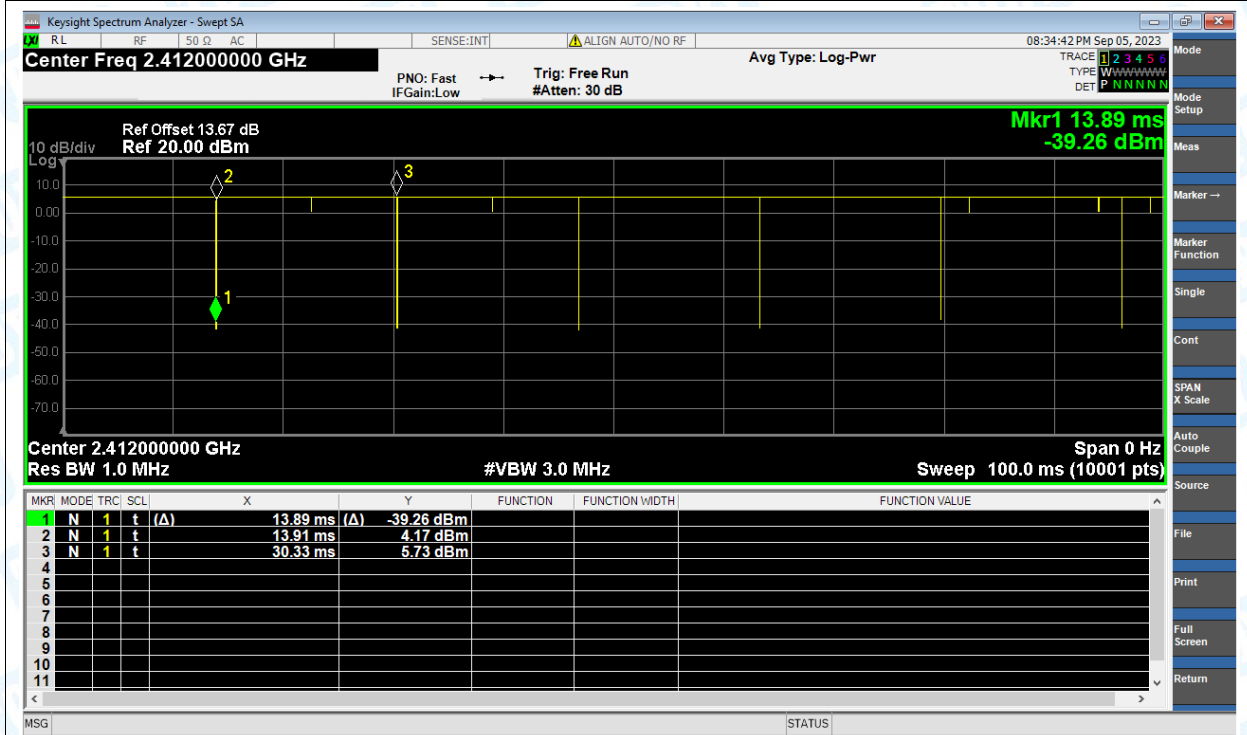 Keysight Spectrum Analyzer - Swept SA
LXI RL RF 50 Ω AC SENSE:INT ALIGN AUTO/NO RF 08:34:42 PM Sep 05, 2023
Center Freq 2.412000000 GHz
PNO: Fast
IFGain:Low
Trig: Free Run
#Atten: 30 dB
Avg Type: Log-Pwr
TRACE 1 2 3 4 5 6
TYPE WWWWWW
DET P N N N N N
Mkr1 13.89 ms
-39.26 dBm
Ref Offset 13.67 dB
10 dB/div Ref 20.00 dBm
Log
10.0
0.00
-10.0
-20.0
-30.0
-40.0
-50.0
-60.0
-70.0
2
3
1
Center 2.412000000 GHz Span 0 Hz
Res BW 1.0 MHz #VBW 3.0 MHz Sweep 100.0 ms (10001 pts)
MKR MODE TRC SCL X Y FUNCTION FUNCTION WIDTH FUNCTION VALUE
1 N 1 t (Δ) 13.89 ms (Δ) -39.26 dBm
2 N 1 t 13.91 ms 4.17 dBm
3 N 1 t 30.33 ms 5.73 dBm
4
5
6
7
8
9
10
11
MSG STATUS
Mode
Mode
Setup
Meas
Marker →
Marker
Function
Single
Cont
SPAN
X Scale
Auto
Couple
Source
File
Print
Full
Screen
Return